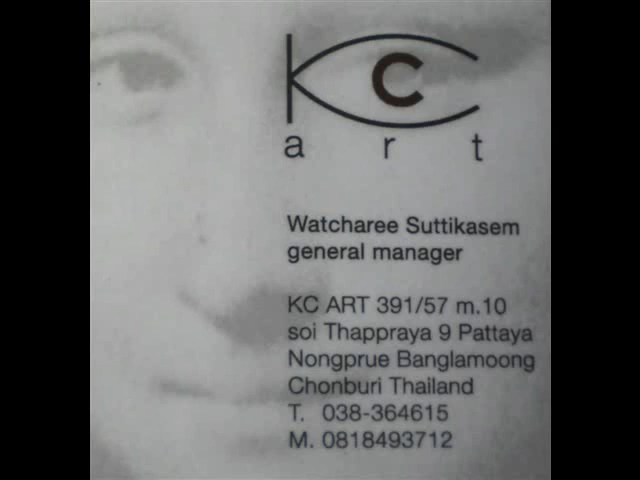 KC
art
Watcharee Suttikasem
general manager
KC ART 391/57 m.10
soi Thappraya 9 Pattaya
Nongprue Banglamoong
Chonburi Thailand
T. 038-364615
M. 0818493712